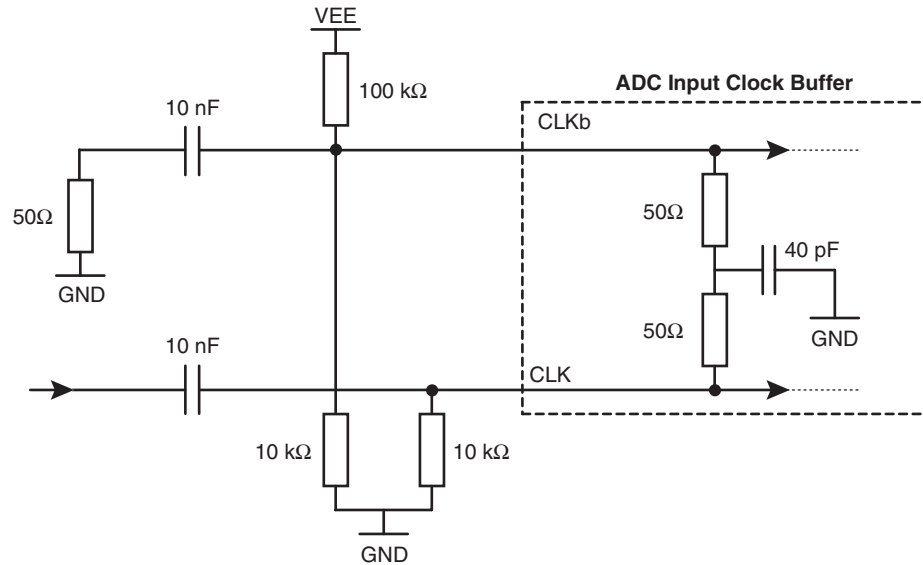 VEE
100 kΩ
ADC Input Clock Buffer
10 nF
CLKb
50Ω
50Ω
40 pF
GND
GND
50Ω
10 nF
CLK
10 kΩ
10 kΩ
GND